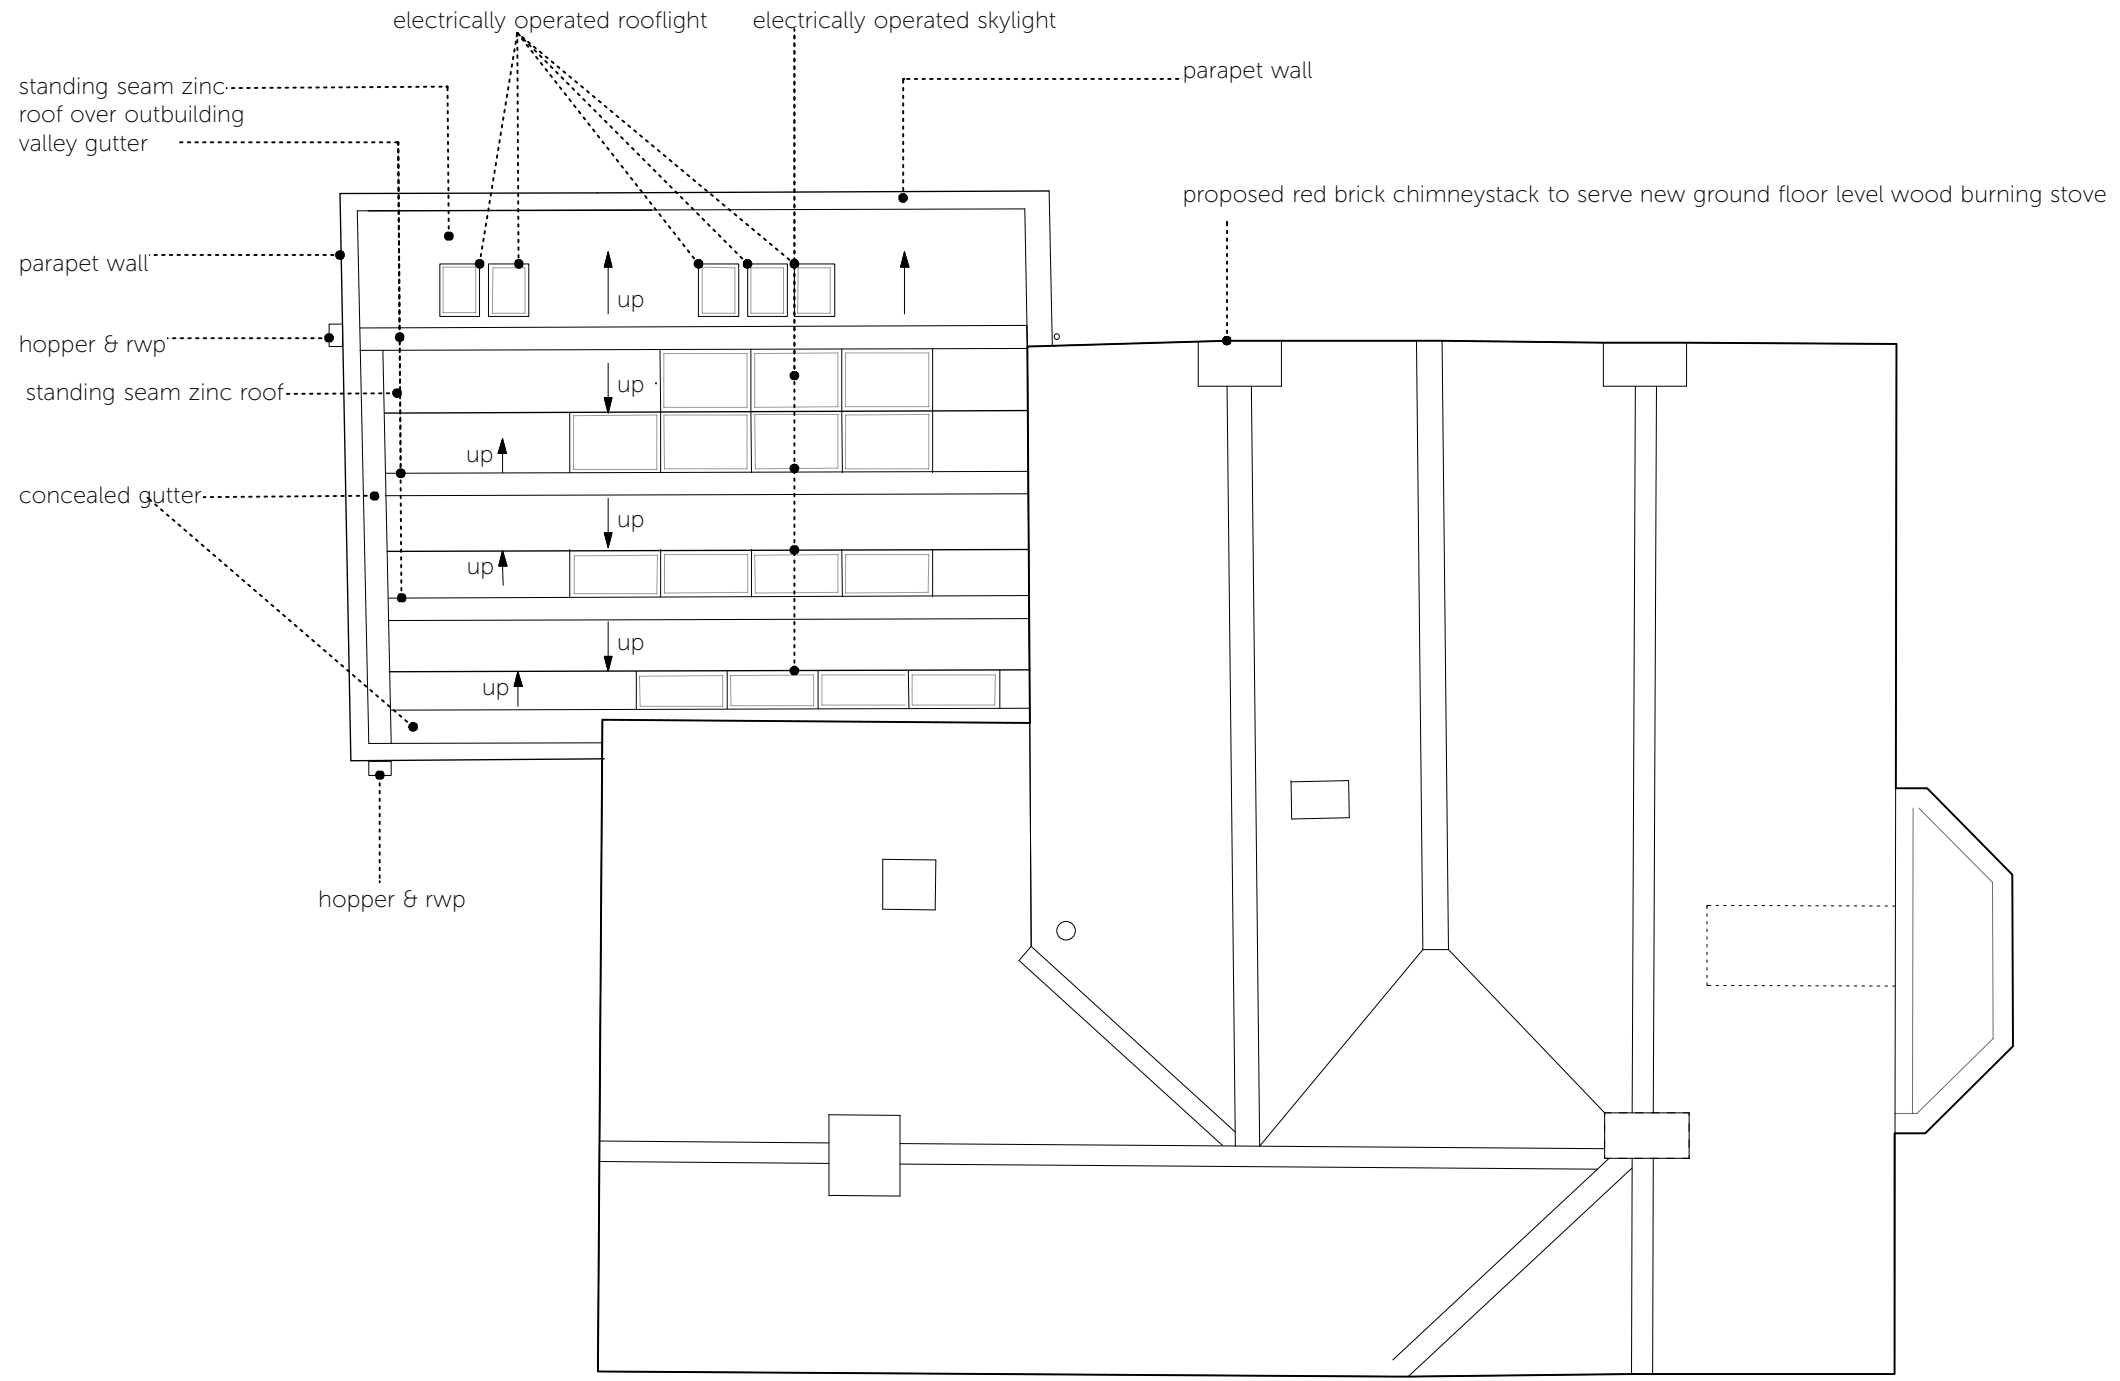 electrically operated rooflight
electrically operated skylight
parapet wall
standing seam zinc
roof over outbuilding
valley gutter
proposed red brick chimneystack to serve new ground floor level wood burning stove
parapet wall
up
hopper & rwp
up
standing seam zinc roof
up
concealed gutter
up
up
up
up
hopper & rwp